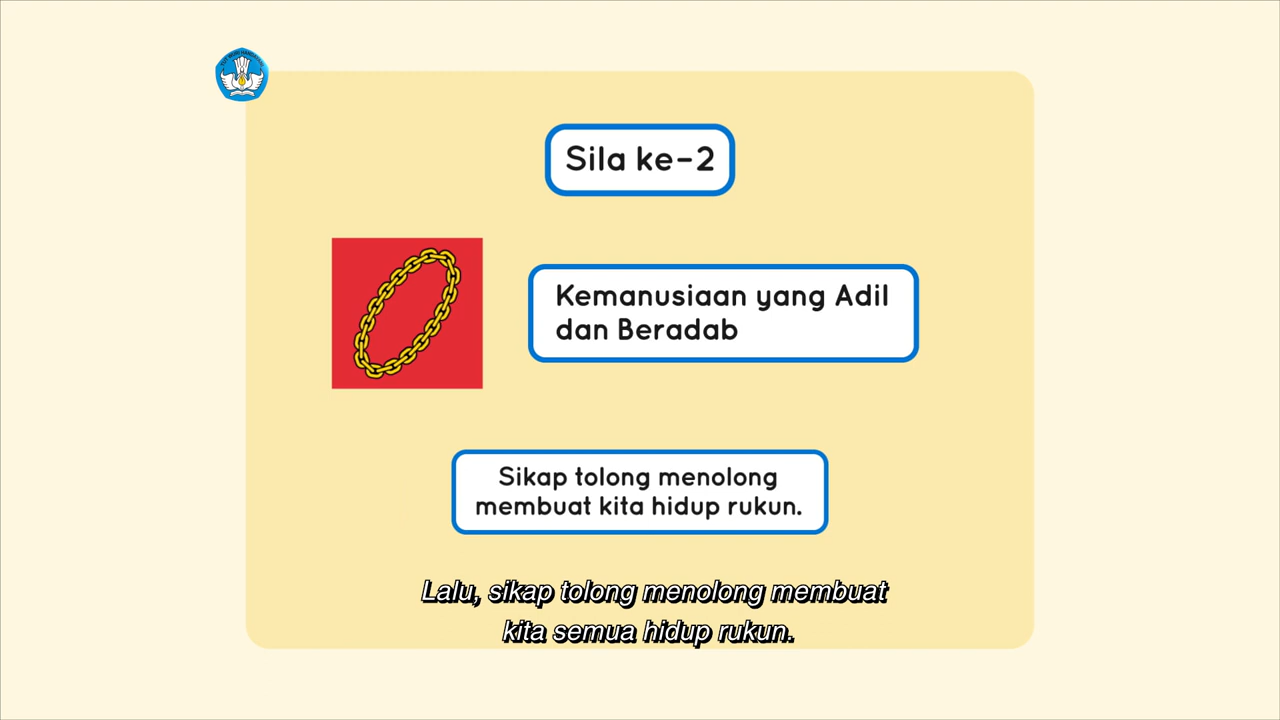 Sila ke-2
Kemanusiaan yang Adil
dan Beradab
Sikap tolong menolong
membuat kita hidup rukun.
Lalu, sikap tolong menolong membuat
kita semua hidup rukun.